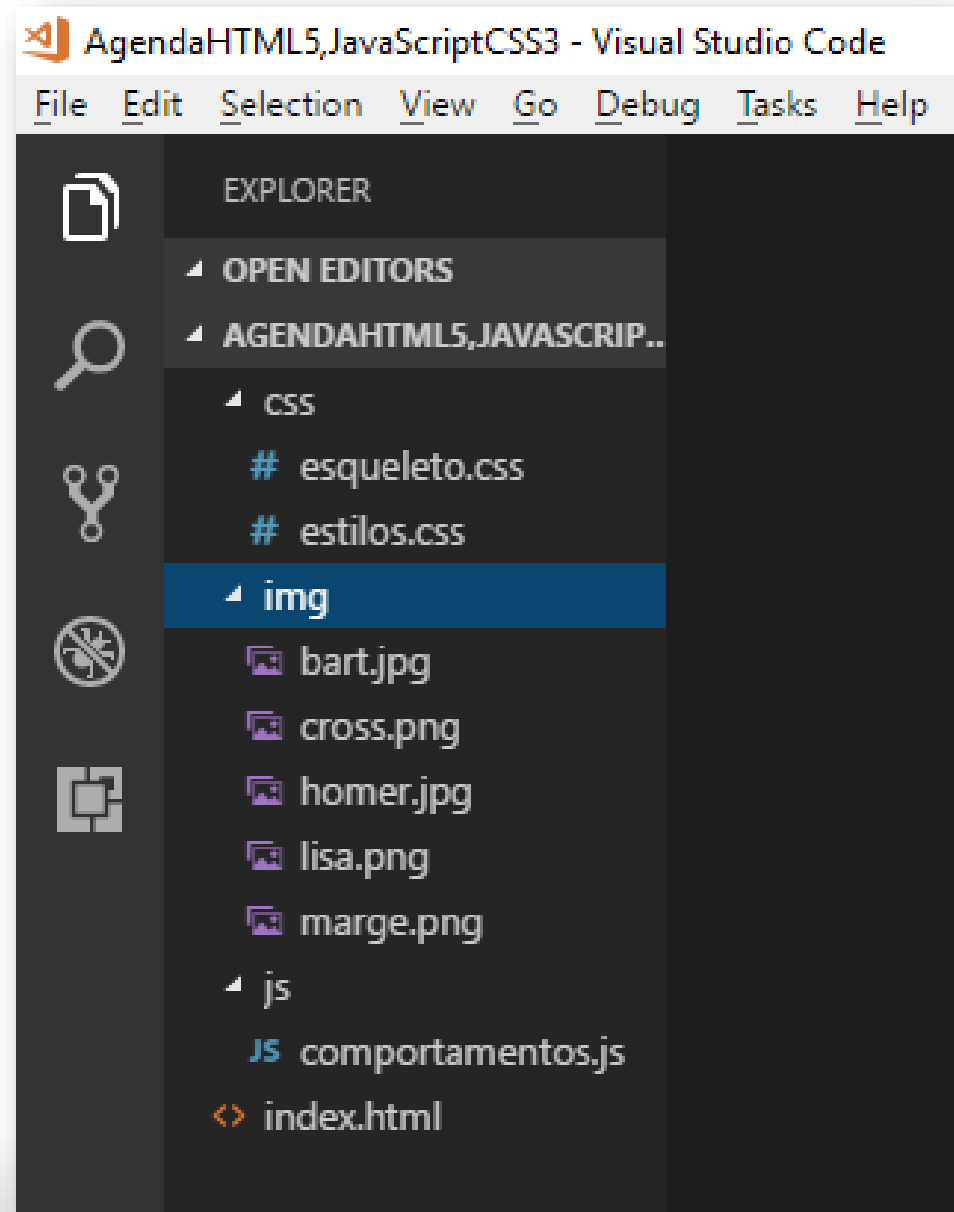 AgendaHTML5,JavaScriptCSS3 - Visual Studio Code
File Edit Selection View Go Debug Tasks Help
EXPLORER
OPEN EDITORS
AGENDAHTML5,JAVASCRIP..
css
# esqueleto.css
# estilos.css
img
bart.jpg
cross.png
homer.jpg
lisa.png
marge.png
js
JS comportamentos.js
<> index.html